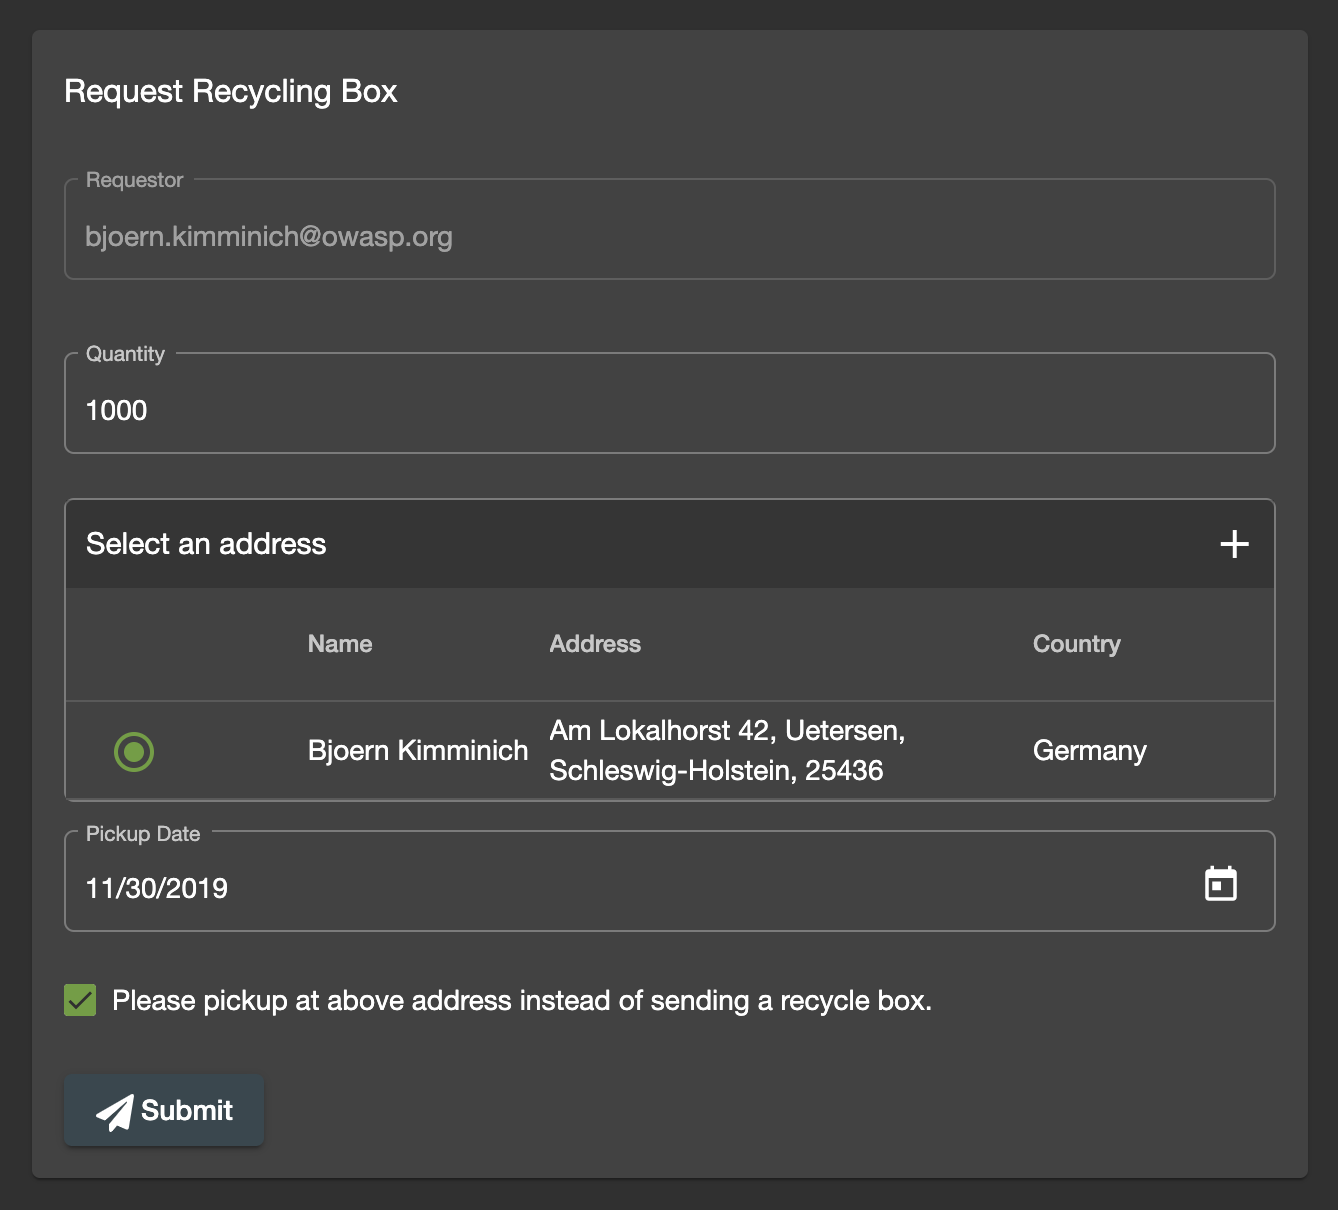 Request Recycling Box
Requestor
bjoern.kimminich@owasp.org
Quantity
1000
Select an address
Name Address Country
Bjoern Kimminich Am Lokalhorst 42, Uetersen, Germany
Schleswig-Holstein, 25436
Pickup Date
11/30/2019
Please pickup at above address instead of sending a recycle box.
Submit